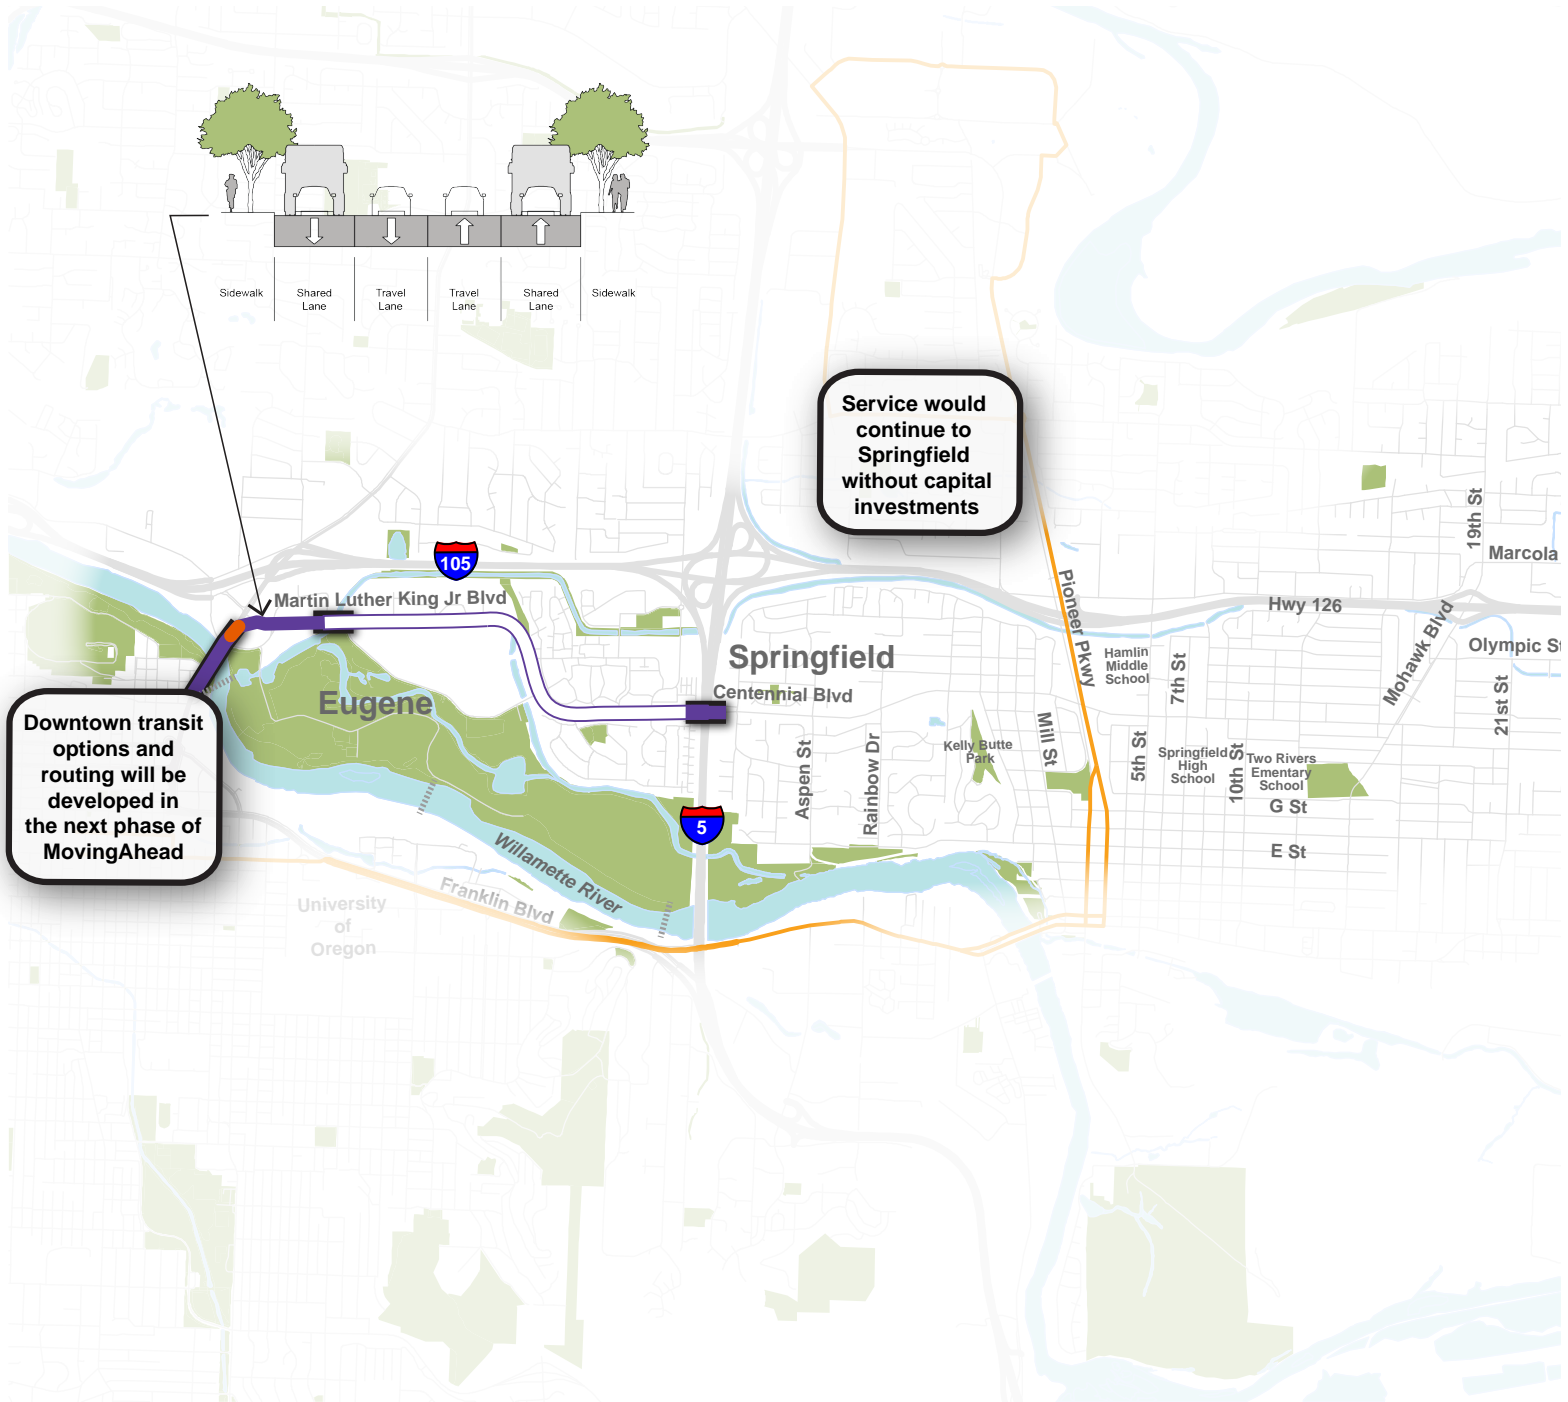 Sidewalk
Shared
Lane
Travel
Lane
Travel
Lane
Shared
Lane
Sidewalk
Service would
continue to
Springfield
without capital
investments
19th St
Marcola
105
Martin Luther King Jr Blvd
Pioneer Pkwy
Hwy 126
Mohawk Blvd
Olympic St
Hamlin
Middle
School
7th St
Springfield
Centennial Blvd
Eugene
21st St
Downtown transit
options and
routing will be
developed in
the next phase of
MovingAhead
Aspen St
Rainbow Dr
Kelly Butte
Park
Mill St
5th St
Springfield
High
School
10th St
Two Rivers
Ementary
School
G St
E St
5
Willamette River
Franklin Blvd
University
of
Oregon